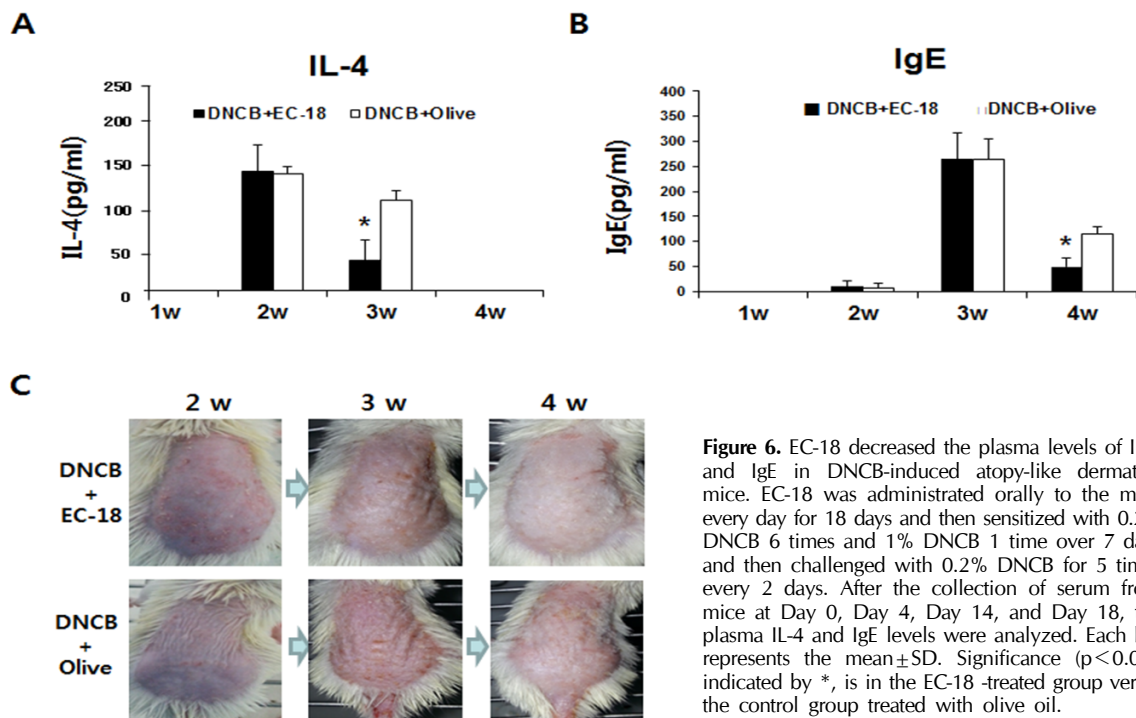 A
IL-4
250
200
150
100
50
0
IL-4(pg/ml)
■DNCB+EC-18 □DNCB+Olive
*
1w 2w 3w 4w
B
IgE
400
350
300
250
200
150
100
50
0
IgE(pg/ml)
■DNCB+EC-18 □DNCB+Olive
*
1w 2w 3w 4w
C
2 w 3 w 4 w
DNCB
+
EC-18
DNCB
+
Olive
Figure 6. EC-18 decreased the plasma levels of
and IgE in DNCB-induced atopy-like
mice. EC-18 was administrated orally to the
every day for 18 days and then sensitized with
DNCB 6 times and 1% DNCB 1 time over 7
and then challenged with 0.2% DNCB for 5
every 2 days. After the collection of serum
mice at Day 0, Day 4, Day 14, and Day 18,
plasma IL-4 and IgE levels were analyzed. Each
represents the mean±SD. Significance
indicated by *, is in the EC-18 -treated group
the control group treated with olive oil.